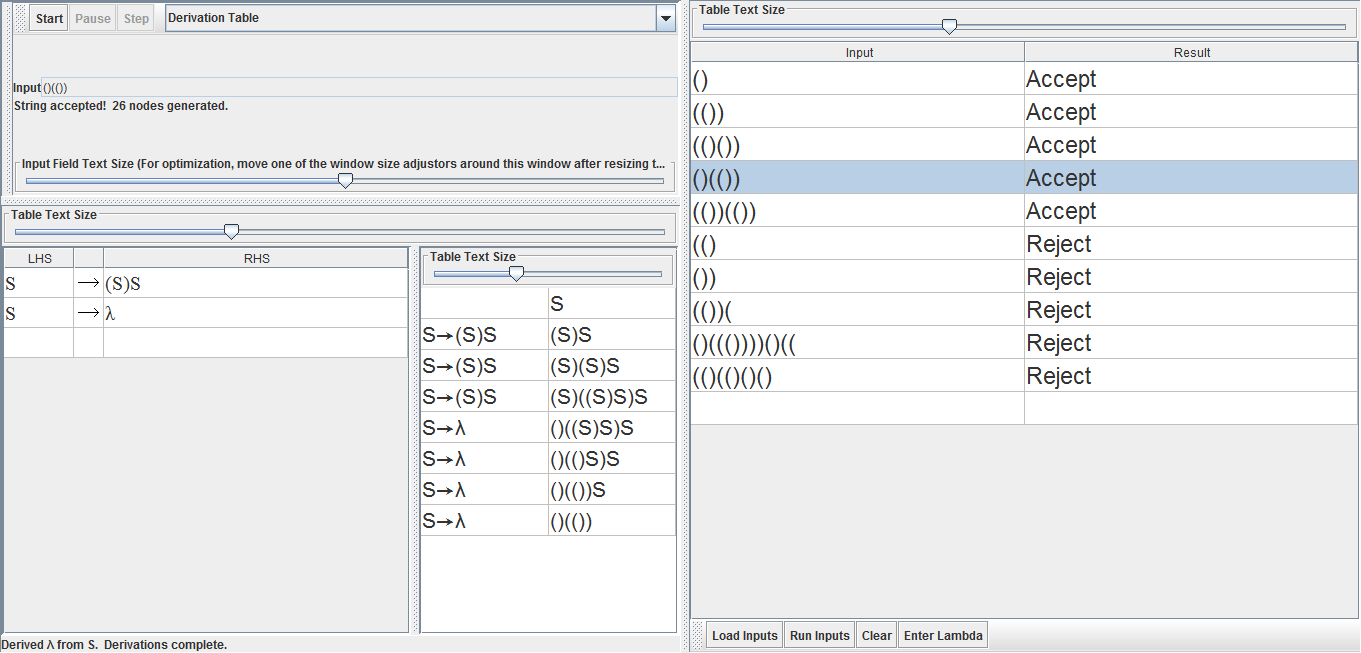 Start Pause Step Derivation Table
Input ()(())
String accepted! 26 nodes generated.
Input Field Text Size (For optimization, move one of the window size adjustors around this window after resizing t...
Table Text Size
LHS RHS
S → (S)S
S → λ
Table Text Size
S
S→(S)S (S)S
S→(S)S (S)(S)S
S→(S)S (S)((S)S)S
S→λ ()((S)S)S
S→λ ()(()S)S
S→λ ()(())S
S→λ ()(())
Derived λ from S. Derivations complete.
Table Text Size
Input Result
() Accept
(()) Accept
(()()) Accept
()(()) Accept
(())(()) Accept
(() Reject
()) Reject
(())( Reject
()((())))()(( Reject
(()(()()() Reject
Load Inputs Run Inputs Clear Enter Lambda